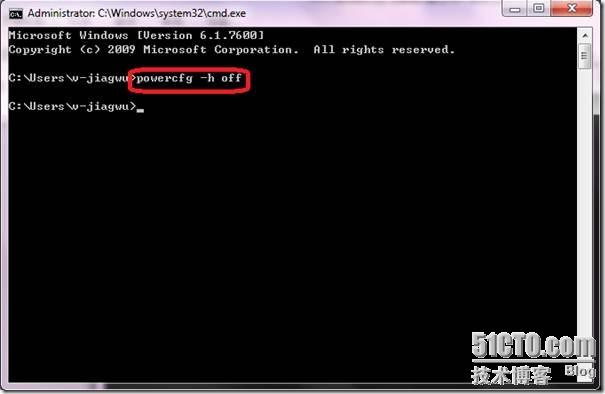 Administrator: C:\Windows\system32\cmd.exe
Microsoft Windows [Version 6.1.7600]
Copyright (c) 2009 Microsoft Corporation.  All rights reserved.
C:\Users\v-jiagwu>powercfg -h off
C:\Users\v-jiagwu>_
51CTO.com
技术博客 Blog